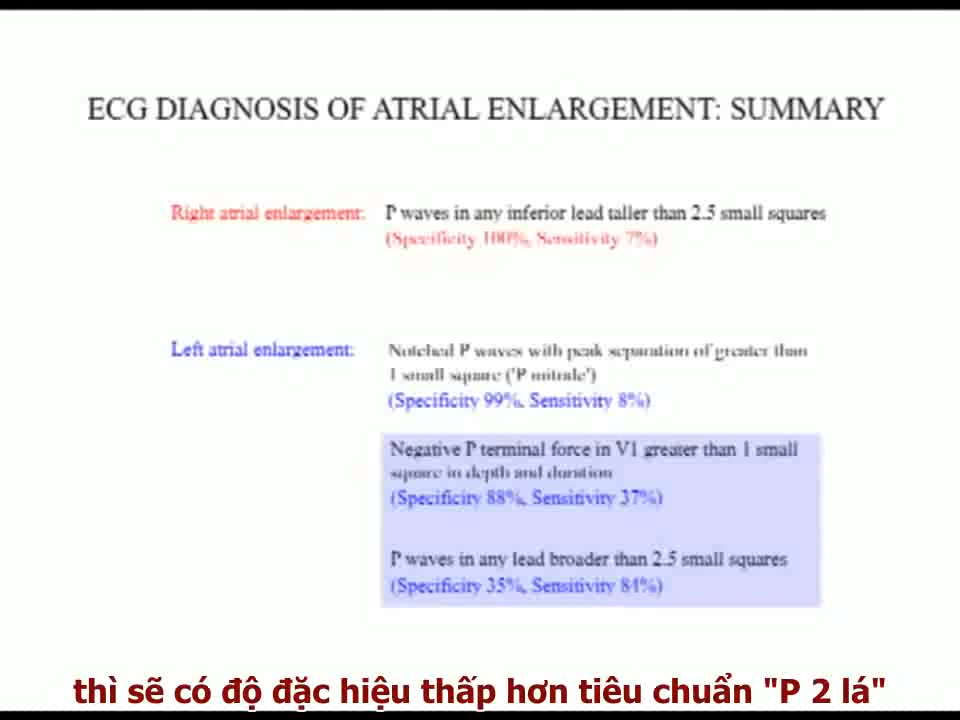 ECG DIAGNOSIS OF ATRIAL ENLARGEMENT: SUMMARY
Right atrial enlargement: P waves in any inferior lead taller than 2.5 small squares
(Specificity 100%, Sensitivity 7%)
Left atrial enlargement: Notched P waves with peak separation of greater than
1 small square ('P mitrale')
(Specificity 99%, Sensitivity 8%)
Negative P terminal force in V1 greater than 1 small
square in depth and duration
(Specificity 88%, Sensitivity 37%)
P waves in any lead broader than 2.5 small squares
(Specificity 35%, Sensitivity 84%)
thì sẽ có độ đặc hiệu thấp hơn tiêu chuẩn "P 2 lá"